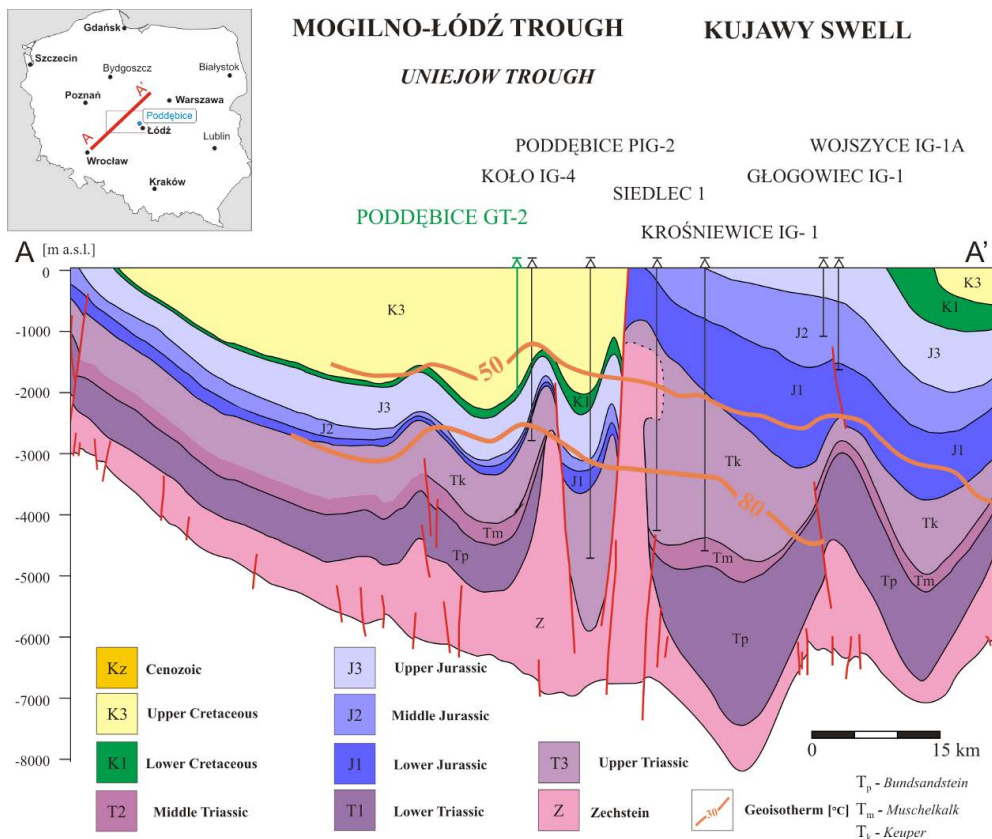 MOGILNO-ŁÓDŹ TROUGH
KUJAWY SWELL
UNIEJOW TROUGH
Gdańsk
Szczecin
Bydgoszcz
Białystok
Poznań
A'
Warszawa
Poddębice
Łódź
A
Lublin
Wrocław
Kraków
PODDĘBICE PIG-2
WOJSZYCE IG-1A
KOŁO IG-4
GŁOGOWIEC IG-1
SIEDLEC 1
PODDĘBICE GT-2
KROŚNIEWICE IG- 1
A [m a.s.l.]
A'
0
-1000
-2000
-3000
-4000
-5000
-6000
-7000
-8000
K3
K3
K1
J2
J3
50
J1
K1
J3
J2
J1
J1
Tk
Tk
Tk
80
Tm
Tm
Tp
Tp
Tm
Z
Tp
Kz Cenozoic
K3 Upper Cretaceous
K1 Lower Cretaceous
T2 Middle Triassic
J3 Upper Jurassic
J2 Middle Jurassic
J1 Lower Jurassic
T1 Lower Triassic
T3 Upper Triassic
Z Zechstein
30 Geoisotherm [°C]
0 15 km
Tp - Bundsandstein
Tm - Muschelkalk
Tk - Keuper